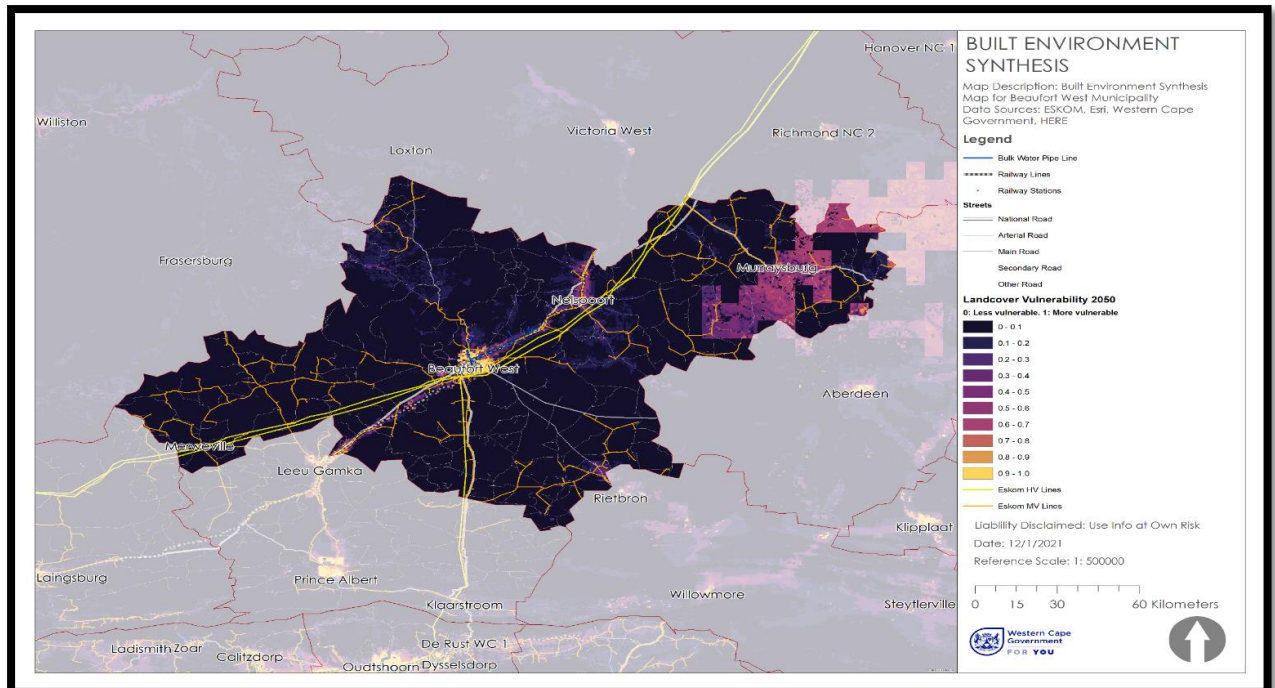 BUILT ENVIRONMENT
SYNTHESIS
Map Description: Built Environment Synthesis
Map for Beaufort West Municipality
Data Sources: ESKOM, Esri, Western Cape
Government, HERE
Legend
Bulk Water Pipe Line
Railway Lines
Railway Stations
Streets
National Road
Arterial Road
Main Road
Secondary Road
Other Road
Landcover Vulnerability 2050
0: Less vulnerable. 1: More vulnerable
0 - 0.1
0.1 - 0.2
0.2 - 0.3
0.3 - 0.4
0.4 - 0.5
0.5 - 0.6
0.6 - 0.7
0.7 - 0.8
0.8 - 0.9
0.9 - 1.0
Eskom HV Lines
Eskom MV Lines
Liablility Disclaimed: Use Info at Own Risk
Date: 12/1/2021
Reference Scale: 1: 500000
0 15 30 60 Kilometers
Western Cape
Government
FOR YOU
Hanover NC 1
Williston
Victoria West
Richmond NC 2
Loxton
Frasersburg
Murraysburg
Nelspoort
Beaufort West
Aberdeen
Merweville
Leeu Gamka
Rietbron
Klipplaat
Laingsburg
Prince Albert
Willowmore
Klaarstroom
Steytlerville
Ladismith Zoar
Calitzdorp
De Rust WC 1
Oudtshoorn Dysselsdorp